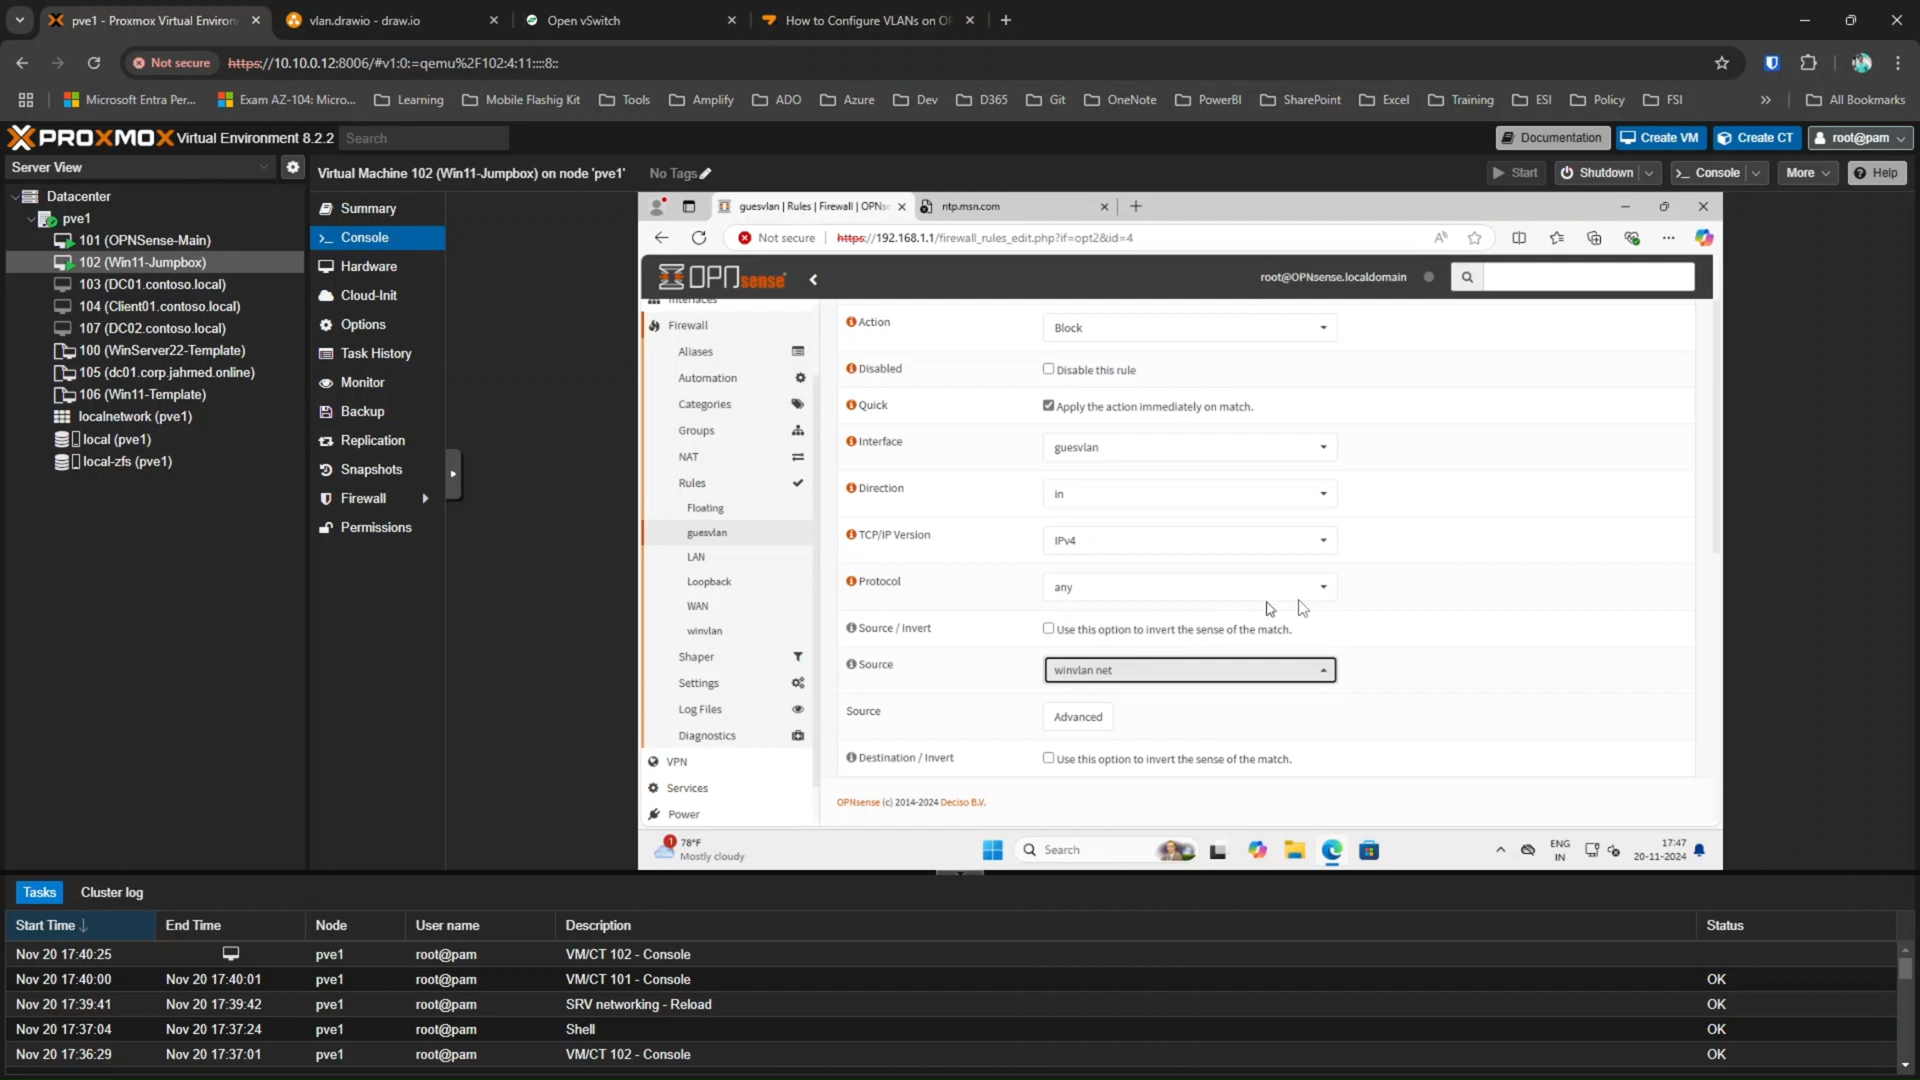 pve1 - Proxmox Virtual Environ
vlan.drawio - draw.io
Open vSwitch
How to Configure VLANs on O
Not secure
https://10.10.0.12:8006/#v1:0:=qemu%2F102:4:11::::8::
Microsoft Entra Per...
Exam AZ-104: Micro...
Learning
Mobile Flashig Kit
Tools
Amplify
ADO
Azure
Dev
D365
Git
OneNote
PowerBI
SharePoint
Excel
Training
ESI
Policy
FSI
All Bookmarks
PROXMOX Virtual Environment 8.2.2
Search
Documentation
Create VM
Create CT
root@pam
Server View
Virtual Machine 102 (Win11-Jumpbox) on node 'pve1'
No Tags
Start
Shutdown
Console
More
Help
Datacenter
pve1
101 (OPNSense-Main)
102 (Win11-Jumpbox)
103 (DC01.contoso.local)
104 (Client01.contoso.local)
107 (DC02.contoso.local)
100 (WinServer22-Template)
105 (dc01.corp.jahmed.online)
106 (Win11-Template)
localnetwork (pve1)
local (pve1)
local-zfs (pve1)
Summary
Console
Hardware
Cloud-Init
Options
Task History
Monitor
Backup
Replication
Snapshots
Firewall
Permissions
guesvlan | Rules | Firewall | OPNse
ntp.msn.com
Not secure
https://192.168.1.1/firewall_rules_edit.php?if=opt2&id=4
OPNsense
root@OPNsense.localdomain
Interfaces
Firewall
Aliases
Automation
Categories
Groups
NAT
Rules
Floating
guesvlan
LAN
Loopback
WAN
winvlan
Shaper
Settings
Log Files
Diagnostics
VPN
Services
Power
Action
Block
Disabled
Disable this rule
Quick
Apply the action immediately on match.
Interface
guesvlan
Direction
in
TCP/IP Version
IPv4
Protocol
any
Source / Invert
Use this option to invert the sense of the match.
Source
winvlan net
Source
Advanced
Destination / Invert
Use this option to invert the sense of the match.
OPNsense (c) 2014-2024 Deciso B.V.
1
78°F
Mostly cloudy
Search
ENG
IN
17:47
20-11-2024
Tasks
Cluster log
Start Time
End Time
Node
User name
Description
Status
Nov 20 17:40:25
pve1
root@pam
VM/CT 102 - Console
Nov 20 17:40:00
Nov 20 17:40:01
pve1
root@pam
VM/CT 101 - Console
OK
Nov 20 17:39:41
Nov 20 17:39:42
pve1
root@pam
SRV networking - Reload
OK
Nov 20 17:37:04
Nov 20 17:37:24
pve1
root@pam
Shell
OK
Nov 20 17:36:29
Nov 20 17:37:01
pve1
root@pam
VM/CT 102 - Console
OK